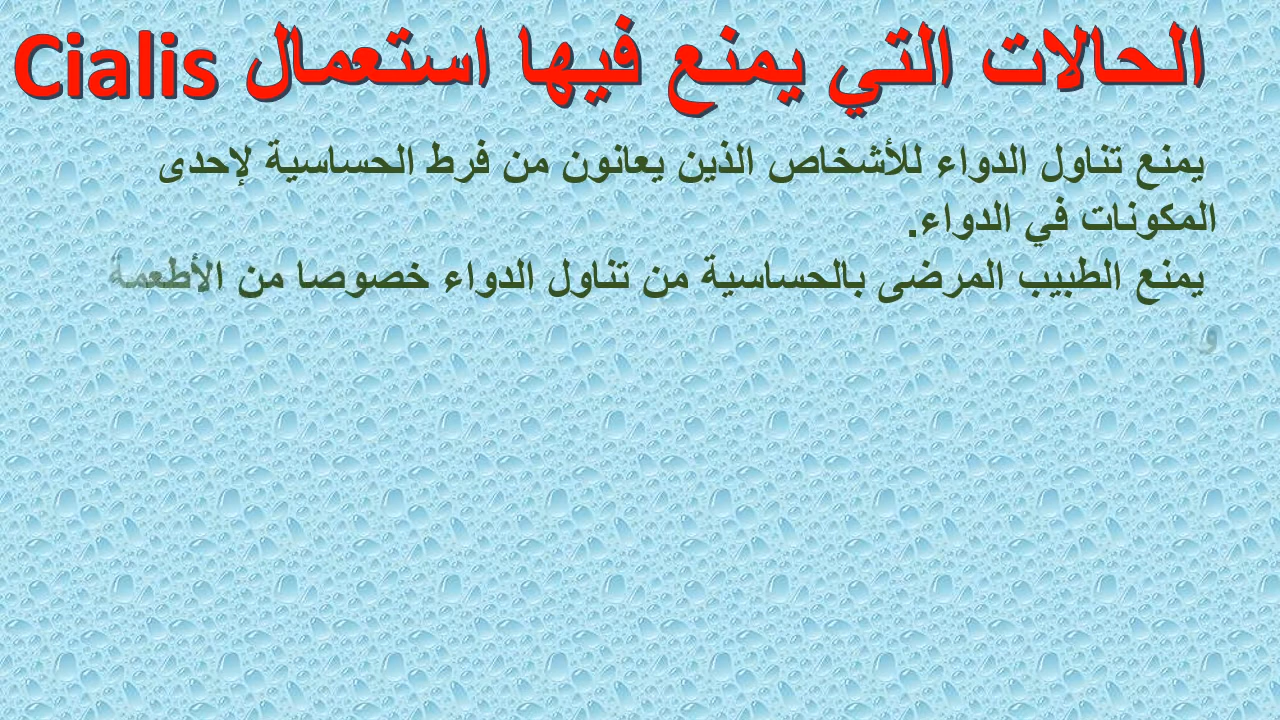 الحالات التي يمنع فيها استعمال Cialis
يمنع تناول الدواء للأشخاص الذين يعانون من فرط الحساسية لإحدى
المكونات في الدواء.
يمنع الطبيب المرضى بالحساسية من تناول الدواء خصوصا من الأطعمة